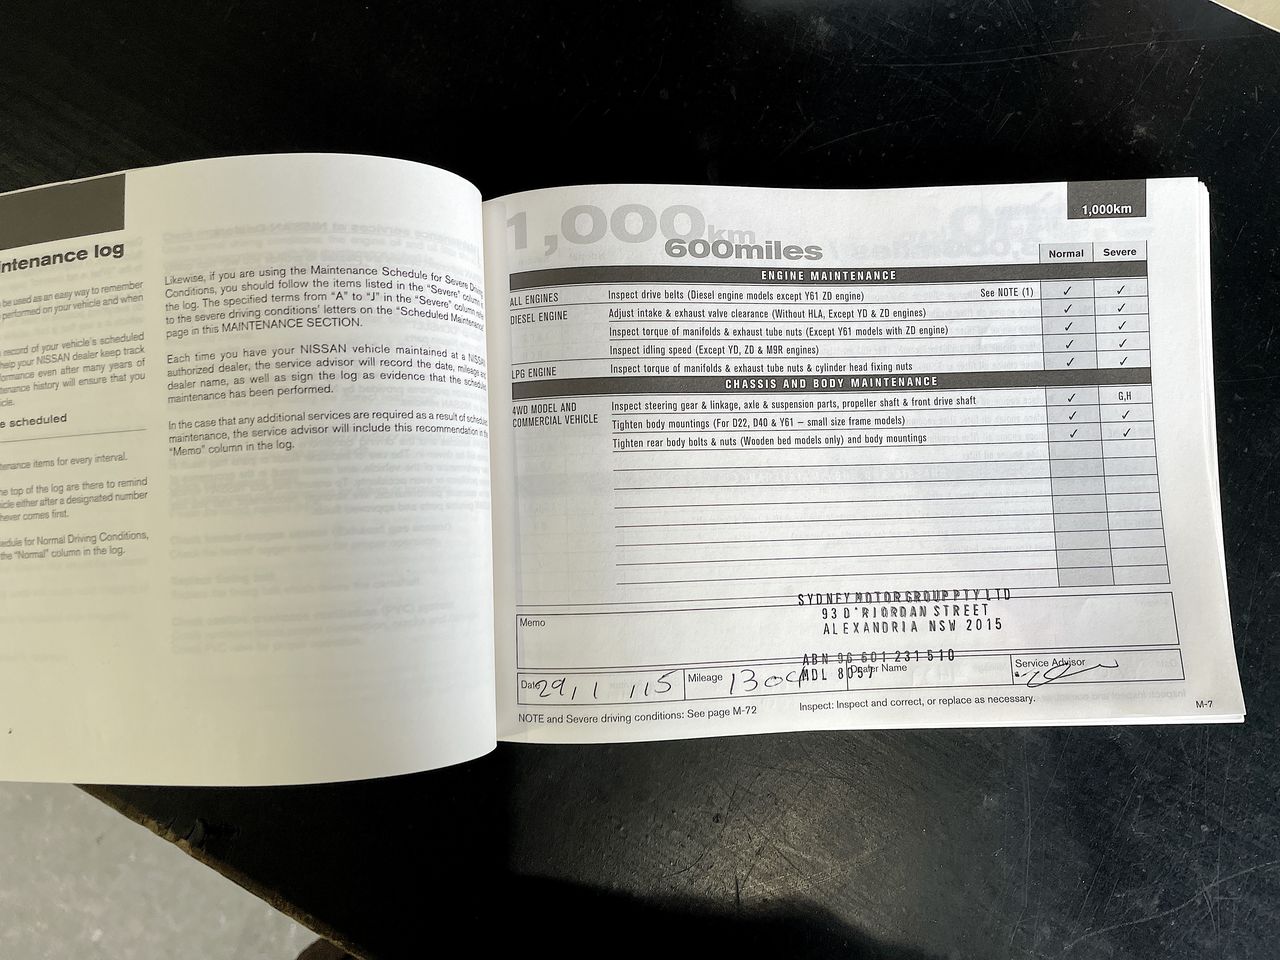 ntenance log
be used as an easy way to remember
performed on your vehicle and when
record of your vehicle's scheduled
help your NISSAN dealer keep track
ormance even after many years of
tenance history will ensure that you
icle.
e scheduled
tenance items for every interval.
he top of the log are there to remind
hicle either after a designated number
hever comes first.
edule for Normal Driving Conditions,
the "Normal" column in the log.
Likewise, if you are using the Maintenance Schedule for Severe Driving
Conditions, you should follow the items listed in the "Severe" column
the log. The specified terms from "A" to "J" in the "Severe" column
to the severe driving conditions' letters on the "Scheduled Maintenance
page in this MAINTENANCE SECTION.
Each time you have your NISSAN vehicle maintained at a NISSAN
authorized dealer, the service advisor will record the date, mileage and
dealer name, as well as sign the log as evidence that the scheduled
maintenance has been performed.
In the case that any additional services are required as a result of scheduled
maintenance, the service advisor will include this recommendation in the
"Memo" column in the log.
1,000km
1,000km
600miles
Normal Severe
ENGINE MAINTENANCE
ALL ENGINES Inspect drive belts (Diesel engine models except Y61 ZD engine) See NOTE (1) ✓ ✓
DIESEL ENGINE Adjust intake & exhaust valve clearance (Without HLA, Except YD & ZD engines) ✓ ✓
Inspect torque of manifolds & exhaust tube nuts (Except Y61 models with ZD engine) ✓ ✓
Inspect idling speed (Except YD, ZD & M9R engines) ✓ ✓
LPG ENGINE Inspect torque of manifolds & exhaust tube nuts & cylinder head fixing nuts ✓ ✓
CHASSIS AND BODY MAINTENANCE
4WD MODEL AND Inspect steering gear & linkage, axle & suspension parts, propeller shaft & front drive shaft ✓ G,H
COMMERCIAL VEHICLE Tighten body mountings (For D22, D40 & Y61 – small size frame models) ✓ ✓
Tighten rear body bolts & nuts (Wooden bed models only) and body mountings ✓ ✓
SYDNEY MOTOR GROUP PTY LTD
93 O'RIORDAN STREET
ALEXANDRIA NSW 2015
Memo
ABN 96 601 231 510
MDL 8057
Date 29/1/15 Mileage Dealer Name Service Advisor
NOTE and Severe driving conditions: See page M-72 Inspect: Inspect and correct, or replace as necessary.
M-7